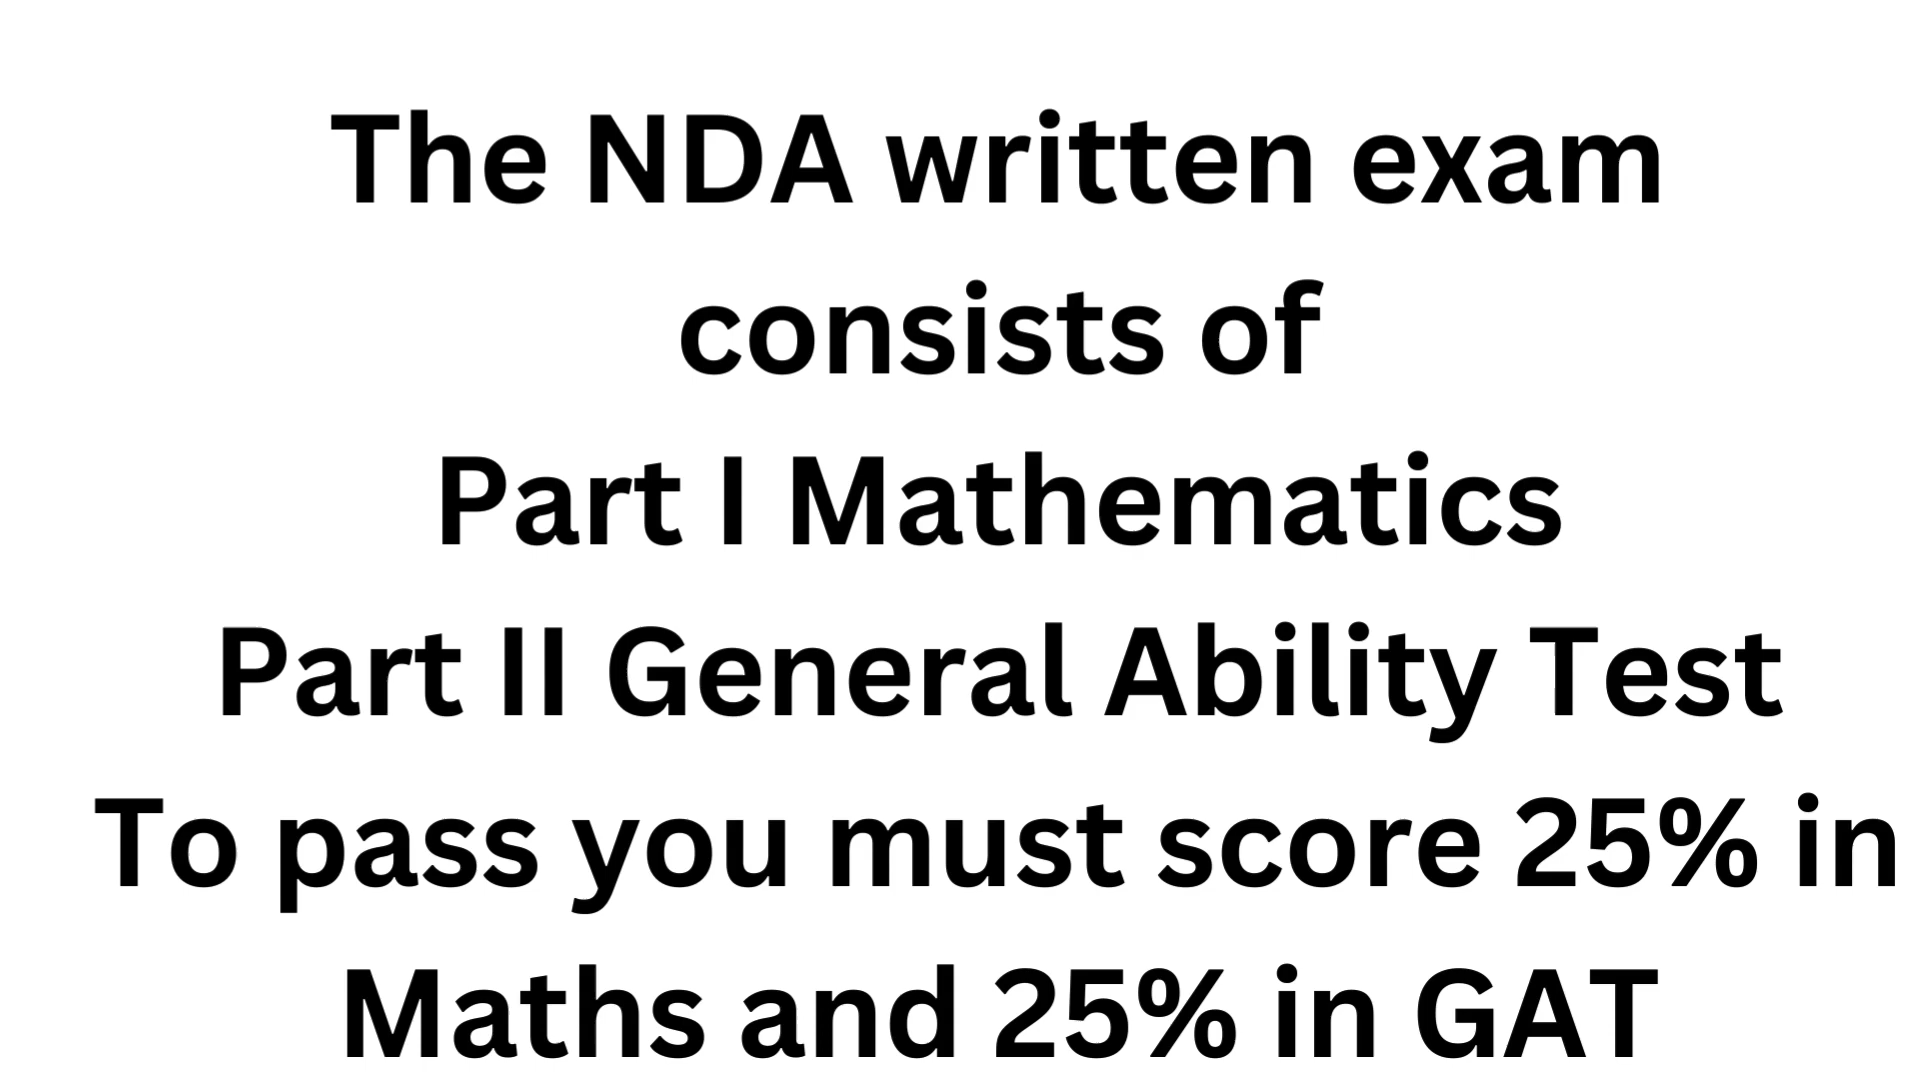 The NDA written exam
consists of
Part I Mathematics
Part II General Ability Test
To pass you must score 25% in
Maths and 25% in GAT